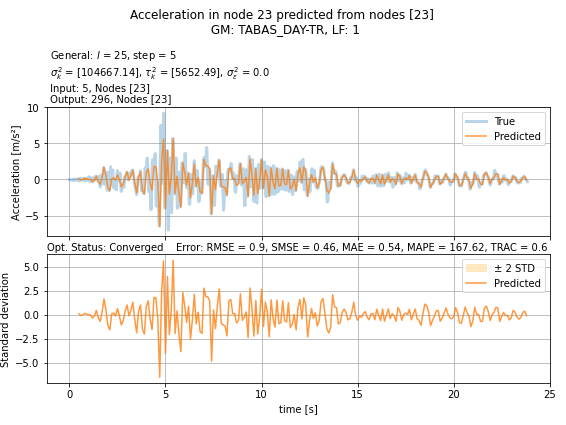 Acceleration in node 23 predicted from nodes [23]
GM: TABAS_DAY-TR, LF: 1
General: l = 25, step = 5
σ²ₖ = [104667.14], τ²ₖ = [5652.49], σ²ε = 0.0
Input: 5, Nodes [23]
Output: 296, Nodes [23]
Acceleration [m/s²]
10
5
0
−5
True
Predicted
Opt. Status: Converged Error: RMSE = 0.9, SMSE = 0.46, MAE = 0.54, MAPE = 167.62, TRAC = 0.6
Standard deviation
5.0
2.5
0.0
−2.5
−5.0
± 2 STD
Predicted
0 5 10 15 20 25
time [s]